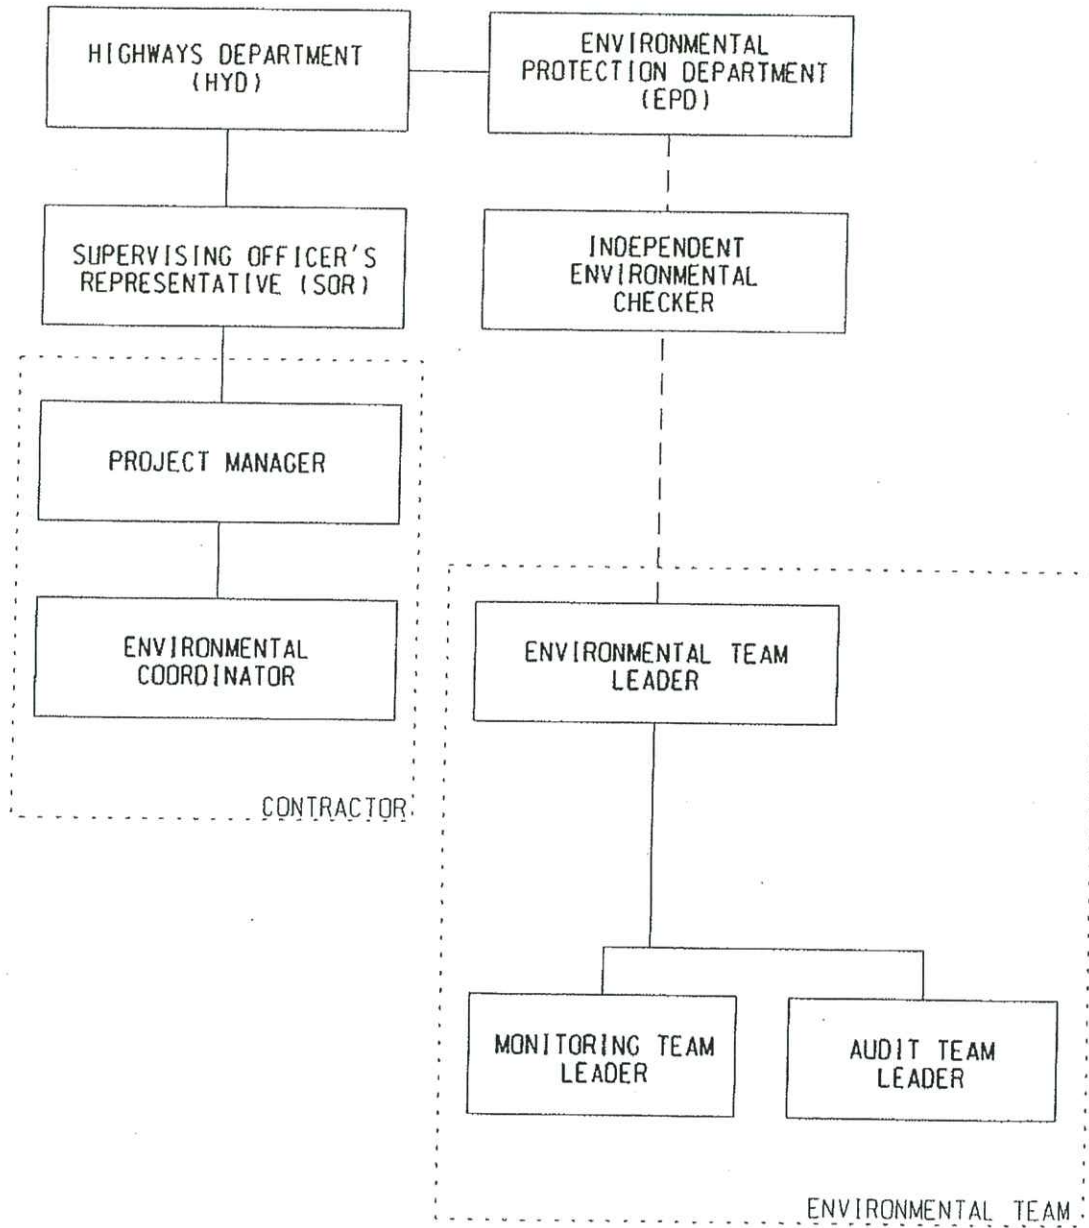 HIGHWAYS DEPARTMENT
(HYD)
ENVIRONMENTAL
PROTECTION DEPARTMENT
(EPD)
SUPERVISING OFFICER'S
REPRESENTATIVE (SOR)
INDEPENDENT
ENVIRONMENTAL
CHECKER
PROJECT MANAGER
ENVIRONMENTAL
COORDINATOR
CONTRACTOR
ENVIRONMENTAL TEAM
LEADER
MONITORING TEAM
LEADER
AUDIT TEAM
LEADER
ENVIRONMENTAL TEAM